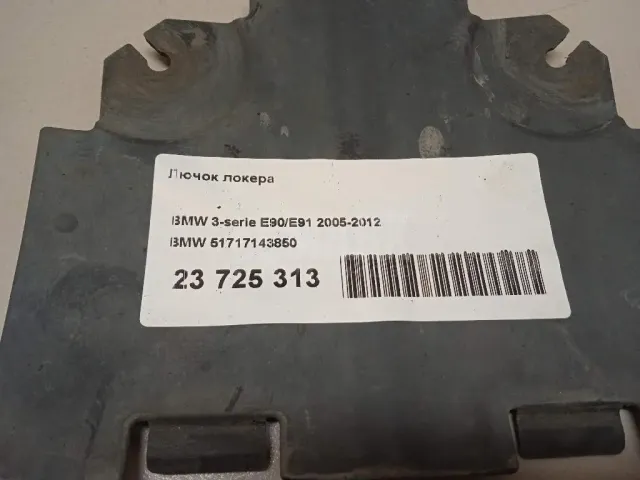 Лючок локера
BMW 3-serie E90/E91 2005-2012
BMW 51717143850
23 725 313